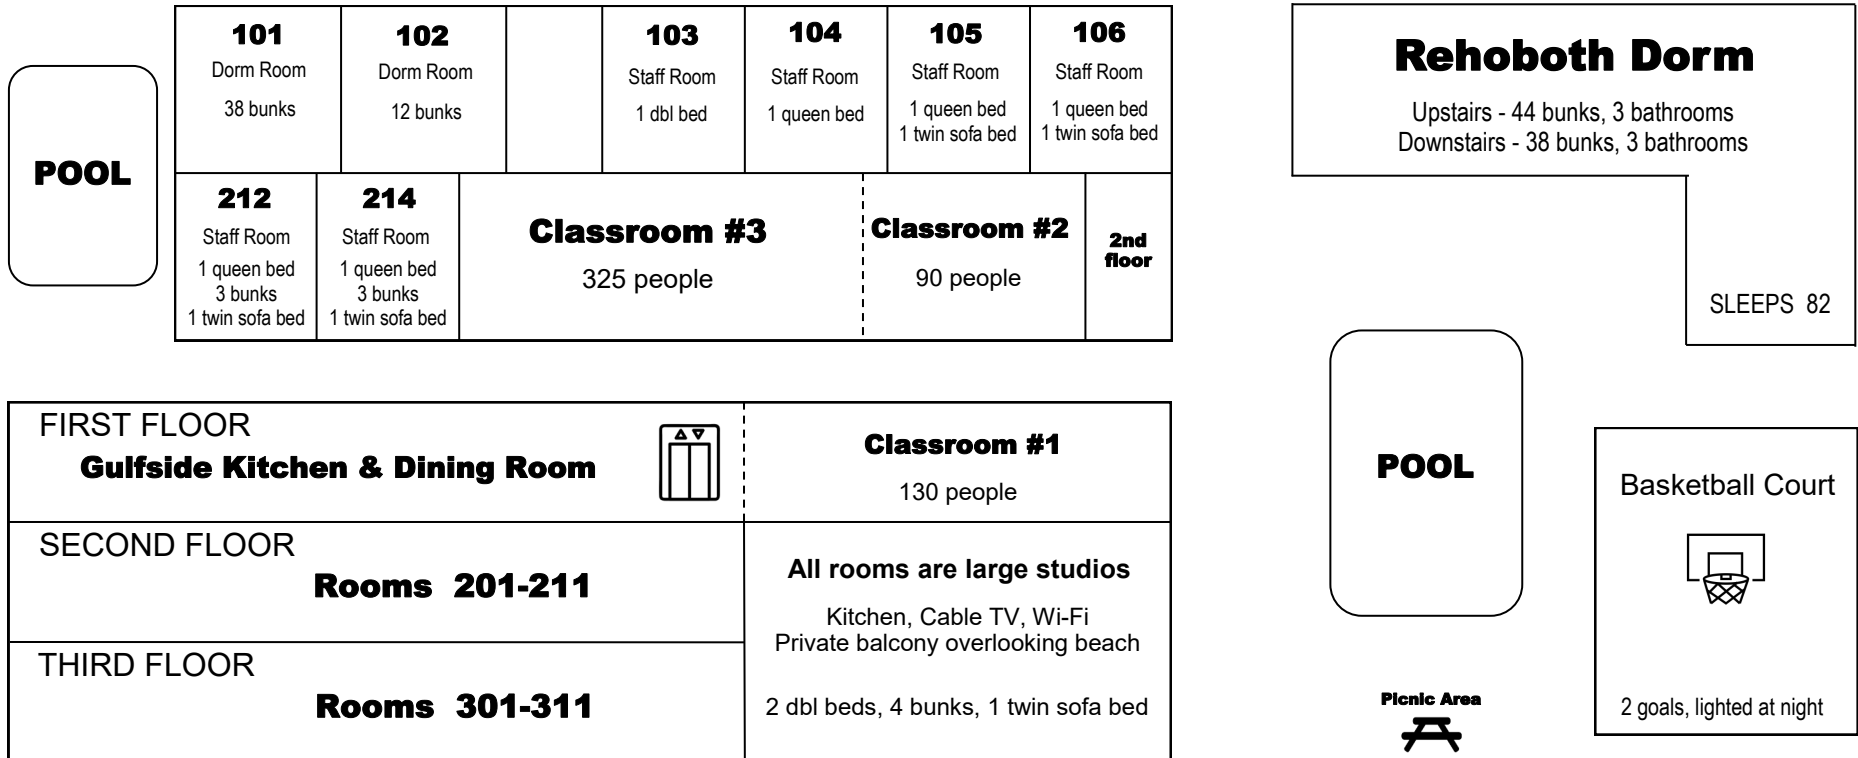 101
Dorm Room
38 bunks
102
Dorm Room
12 bunks
103
Staff Room
1 dbl bed
104
Staff Room
1 queen bed
105
Staff Room
1 queen bed
1 twin sofa bed
106
Staff Room
1 queen bed
1 twin sofa bed
POOL
212
Staff Room
1 queen bed
3 bunks
1 twin sofa bed
214
Staff Room
1 queen bed
3 bunks
1 twin sofa bed
Classroom #3
325 people
Classroom #2
90 people
2nd
floor
Rehoboth Dorm
Upstairs - 44 bunks, 3 bathrooms
Downstairs - 38 bunks, 3 bathrooms
SLEEPS 82
FIRST FLOOR
Gulfside Kitchen & Dining Room
Classroom #1
130 people
SECOND FLOOR
Rooms 201-211
THIRD FLOOR
Rooms 301-311
All rooms are large studios
Kitchen, Cable TV, Wi-Fi
Private balcony overlooking beach
2 dbl beds, 4 bunks, 1 twin sofa bed
POOL
Basketball Court
2 goals, lighted at night
Picnic Area